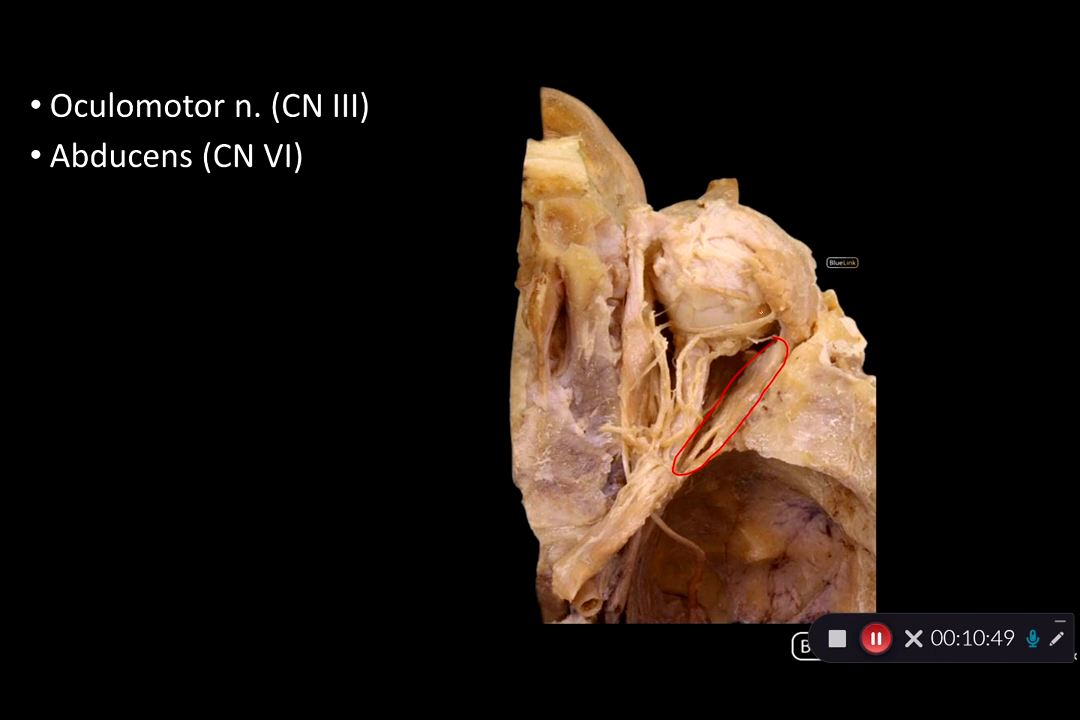 • Oculomotor n. (CN III)
• Abducens (CN VI)
BlueLink
B
00:10:49